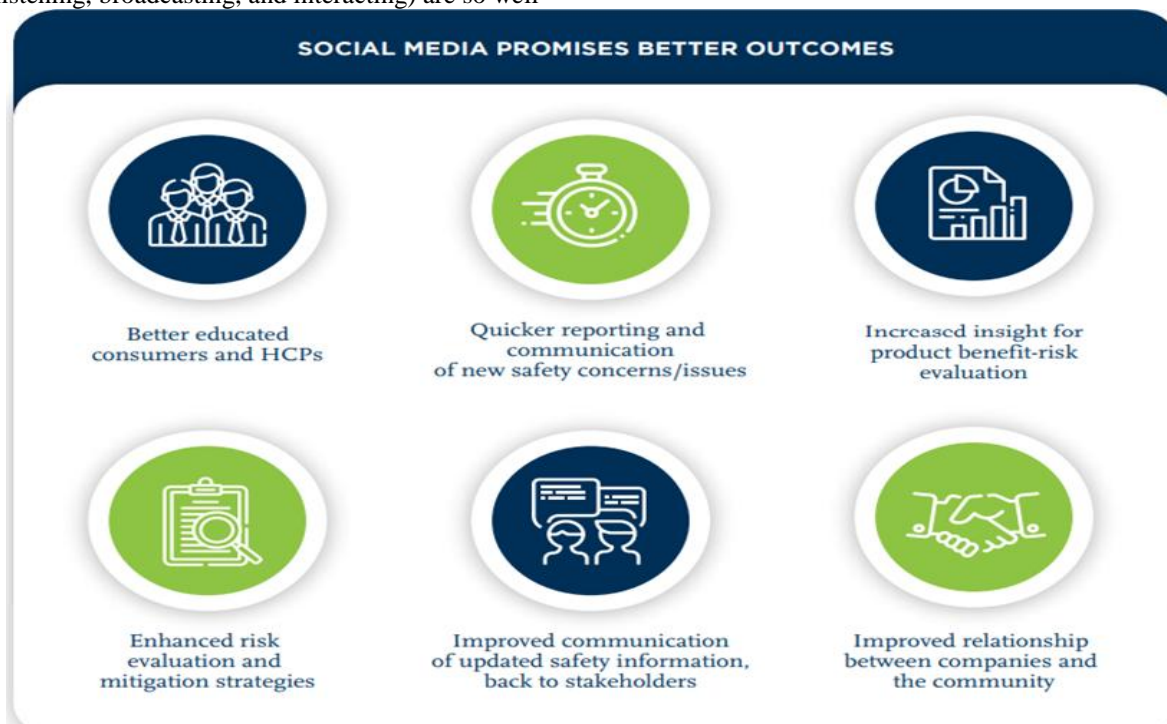 listening, broadcasting, and interacting) are so well
SOCIAL MEDIA PROMISES BETTER OUTCOMES
Better educated
consumers and HCPs
Quicker reporting and
communication
of new safety concerns/issues
Increased insight for
product benefit-risk
evaluation
Enhanced risk
evaluation and
mitigation strategies
Improved communication
of updated safety information,
back to stakeholders
Improved relationship
between companies and
the community